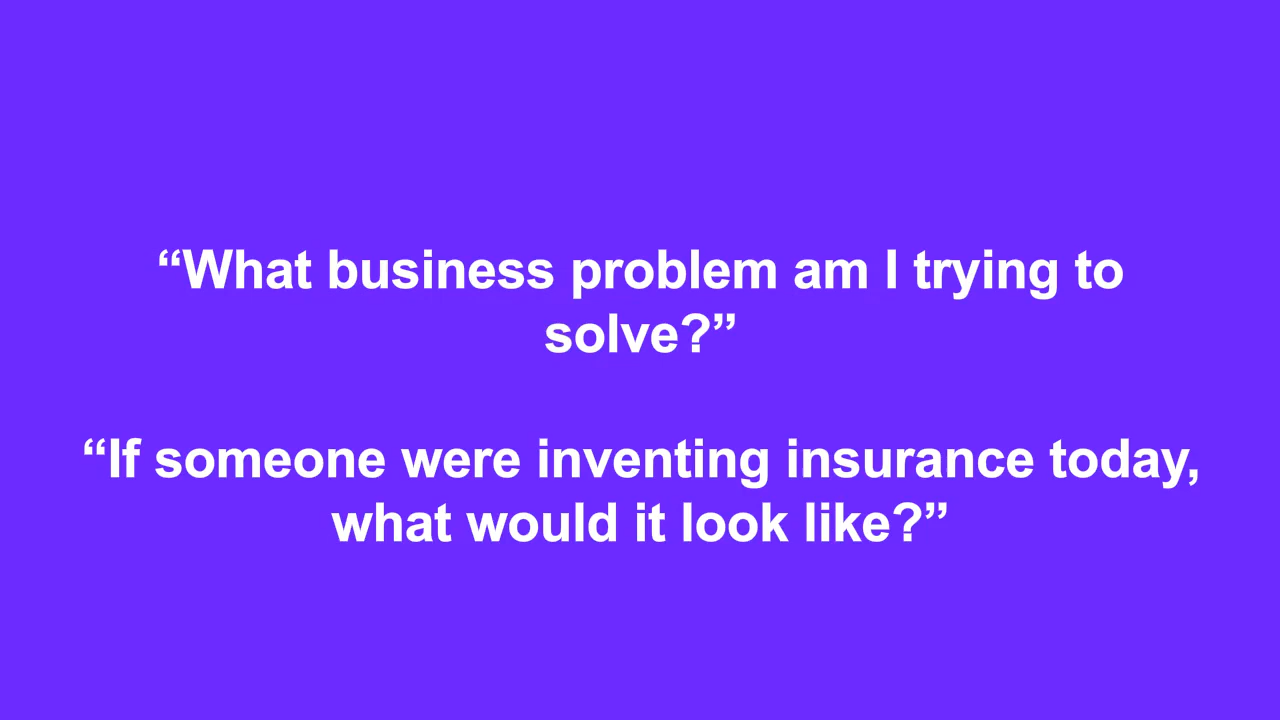 “What business problem am I trying to
solve?”
“If someone were inventing insurance today,
what would it look like?”